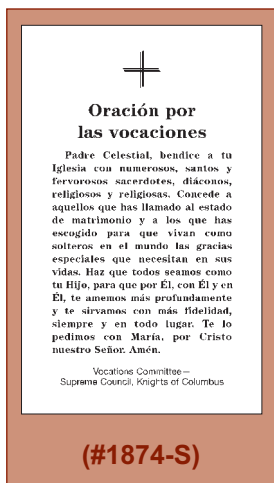 Oración por
las vocaciones
Padre Celestial, bendice a tu
Iglesia con numerosos, santos y
fervorosos sacerdotes, diáconos,
religiosos y religiosas. Concede a
aquellos que has llamado al estado
de matrimonio y a los que has
escogido para que vivan como
solteros en el mundo las gracias
especiales que necesitan en sus
vidas. Haz que todos seamos como
tu Hijo, para que por Él, con Él y en
Él, te amemos más profundamente
y te sirvamos con más fidelidad,
siempre y en todo lugar. Te lo
pedimos con María, por Cristo
nuestro Señor. Amén.
Vocations Committee—
Supreme Council, Knights of Columbus
(#1874-S)